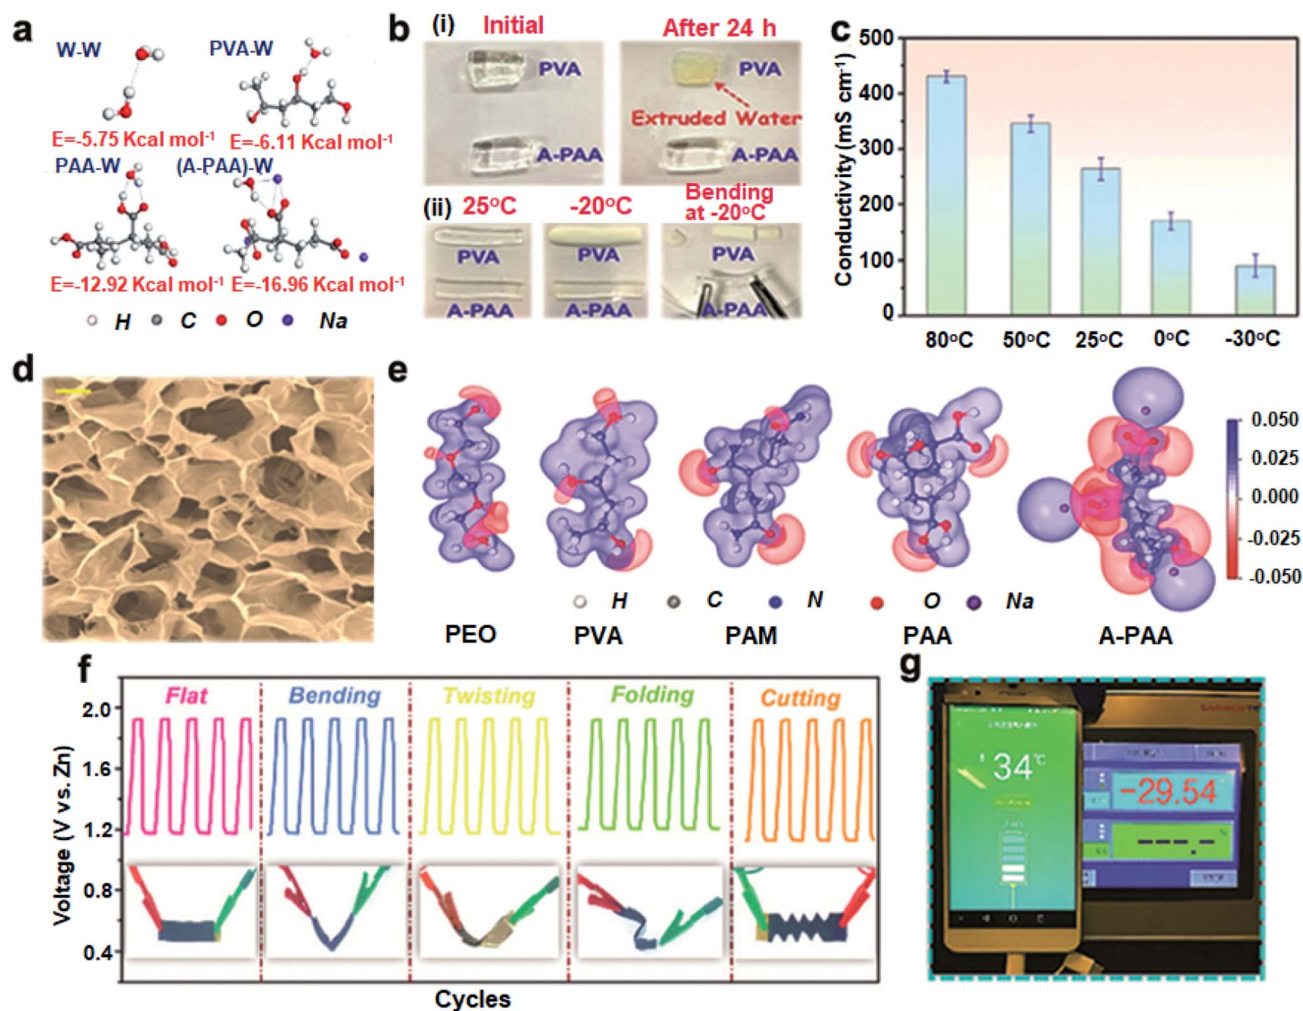 a
W-W
PVA-W
E=-5.75 Kcal mol⁻¹
E=-6.11 Kcal mol⁻¹
PAA-W
(A-PAA)-W
E=-12.92 Kcal mol⁻¹
E=-16.96 Kcal mol⁻¹
H C O Na
b
(i)
Initial
After 24 h
PVA
PVA
Extruded Water
A-PAA
A-PAA
(ii)
25°C
-20°C
Bending
at -20°C
PVA
PVA
PVA
A-PAA
A-PAA
A-PAA
c
Conductivity (mS cm⁻¹)
500
400
300
200
100
0
80°C 50°C 25°C 0°C -30°C
d
e
0.050
0.025
0.000
-0.025
-0.050
H C N O Na
PEO PVA PAM PAA A-PAA
f
Voltage (V vs. Zn)
2.0
1.6
1.2
0.8
0.4
Flat Bending Twisting Folding Cutting
Cycles
g
34°C
-29.54